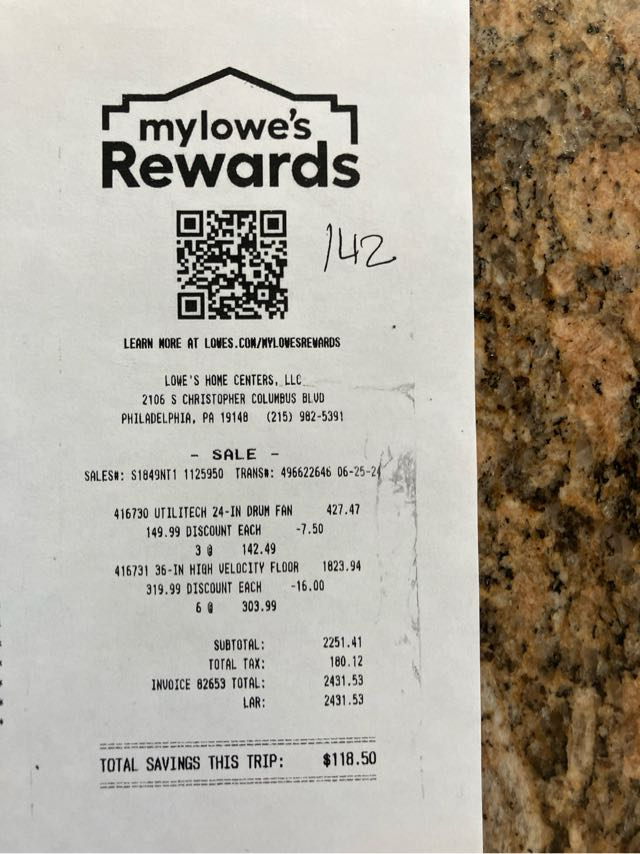 mylowe's
Rewards
142
LEARN MORE AT LOWES.COM/MYLOWESREWARDS
LOWE'S HOME CENTERS, LLC
2106 S CHRISTOPHER COLUMBUS BLVD
PHILADELPHIA, PA 19148 (215) 982-5391
- SALE -
SALES#: S1849NT1 1125950 TRANS#: 496622646 06-25-24
416730 UTILITECH 24-IN DRUM FAN 427.47
149.99 DISCOUNT EACH -7.50
3 @ 142.49
416731 36-IN HIGH VELOCITY FLOOR 1823.94
319.99 DISCOUNT EACH -16.00
6 @ 303.99
SUBTOTAL: 2251.41
TOTAL TAX: 180.12
INVOICE 82653 TOTAL: 2431.53
LAR: 2431.53
TOTAL SAVINGS THIS TRIP: $118.50